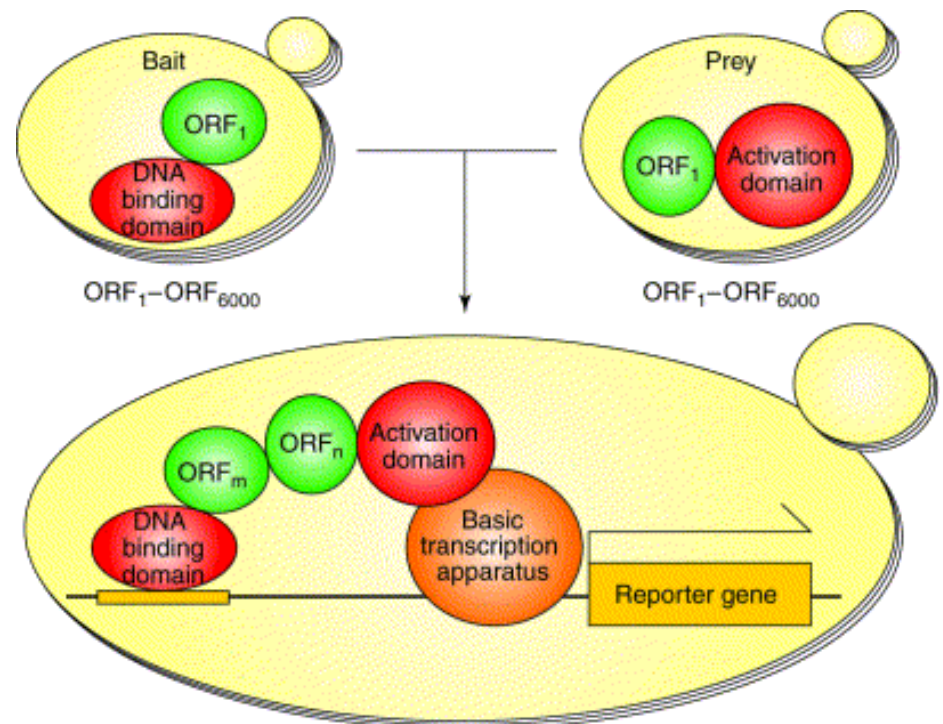 Bait
ORF₁
DNA
binding
domain
ORF₁–ORF₆₀₀₀
Prey
ORF₁
Activation
domain
ORF₁–ORF₆₀₀₀
ORFₘ
ORFₙ
Activation
domain
DNA
binding
domain
Basic
transcription
apparatus
Reporter gene